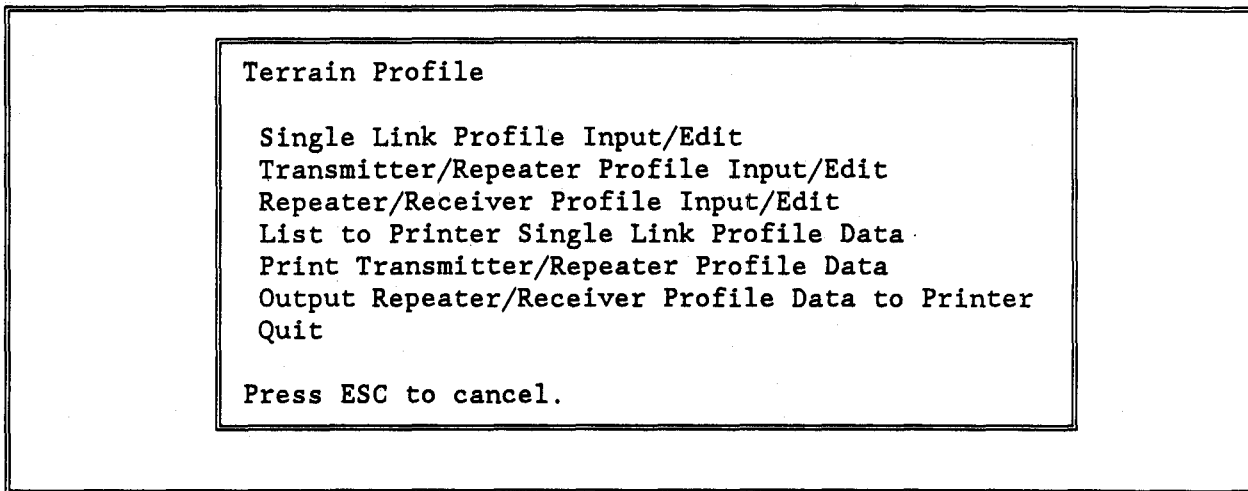 Terrain Profile
Single Link Profile Input/Edit
Transmitter/Repeater Profile Input/Edit
Repeater/Receiver Profile Input/Edit
List to Printer Single Link Profile Data
Print Transmitter/Repeater Profile Data
Output Repeater/Receiver Profile Data to Printer
Quit
Press ESC to cancel.